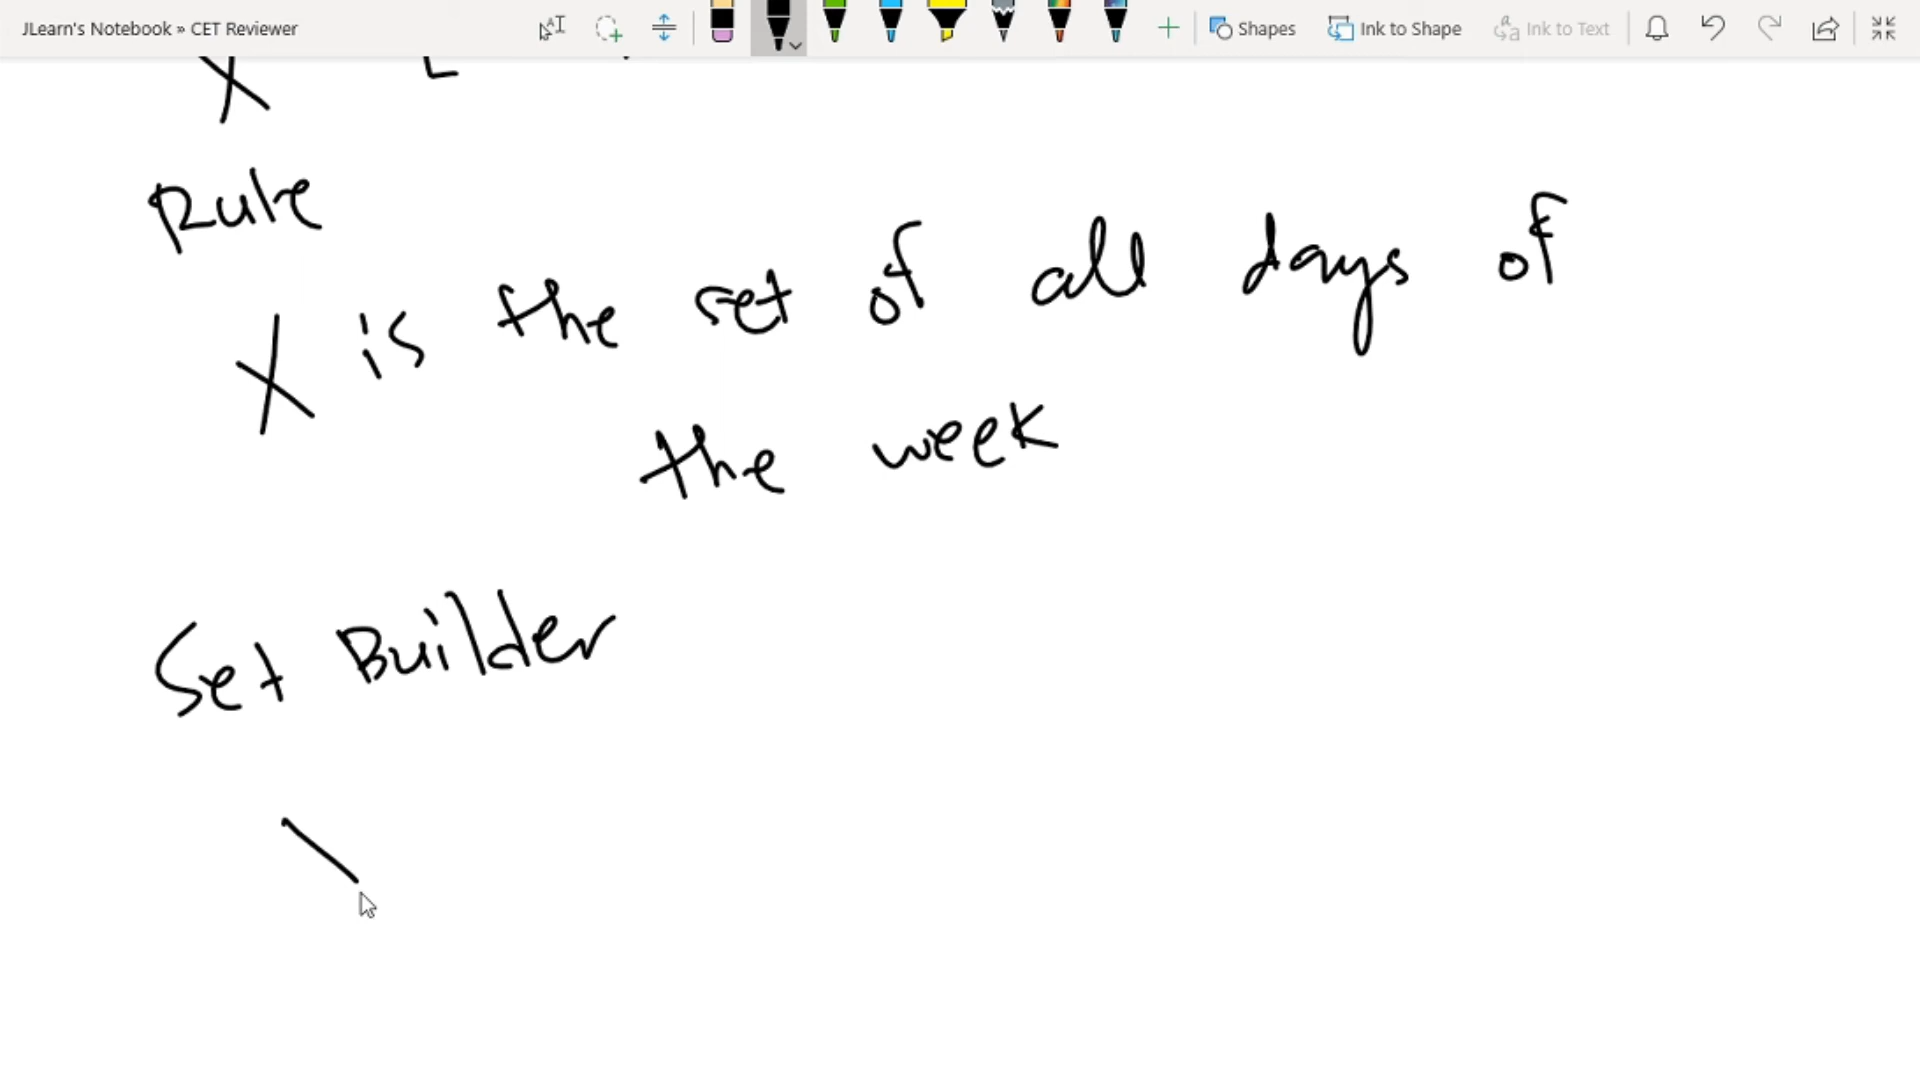 JLearn's Notebook » CET Reviewer
Shapes
Ink to Shape
Ink to Text
X
Rule
X is the set of all days of
the week
Set Builder